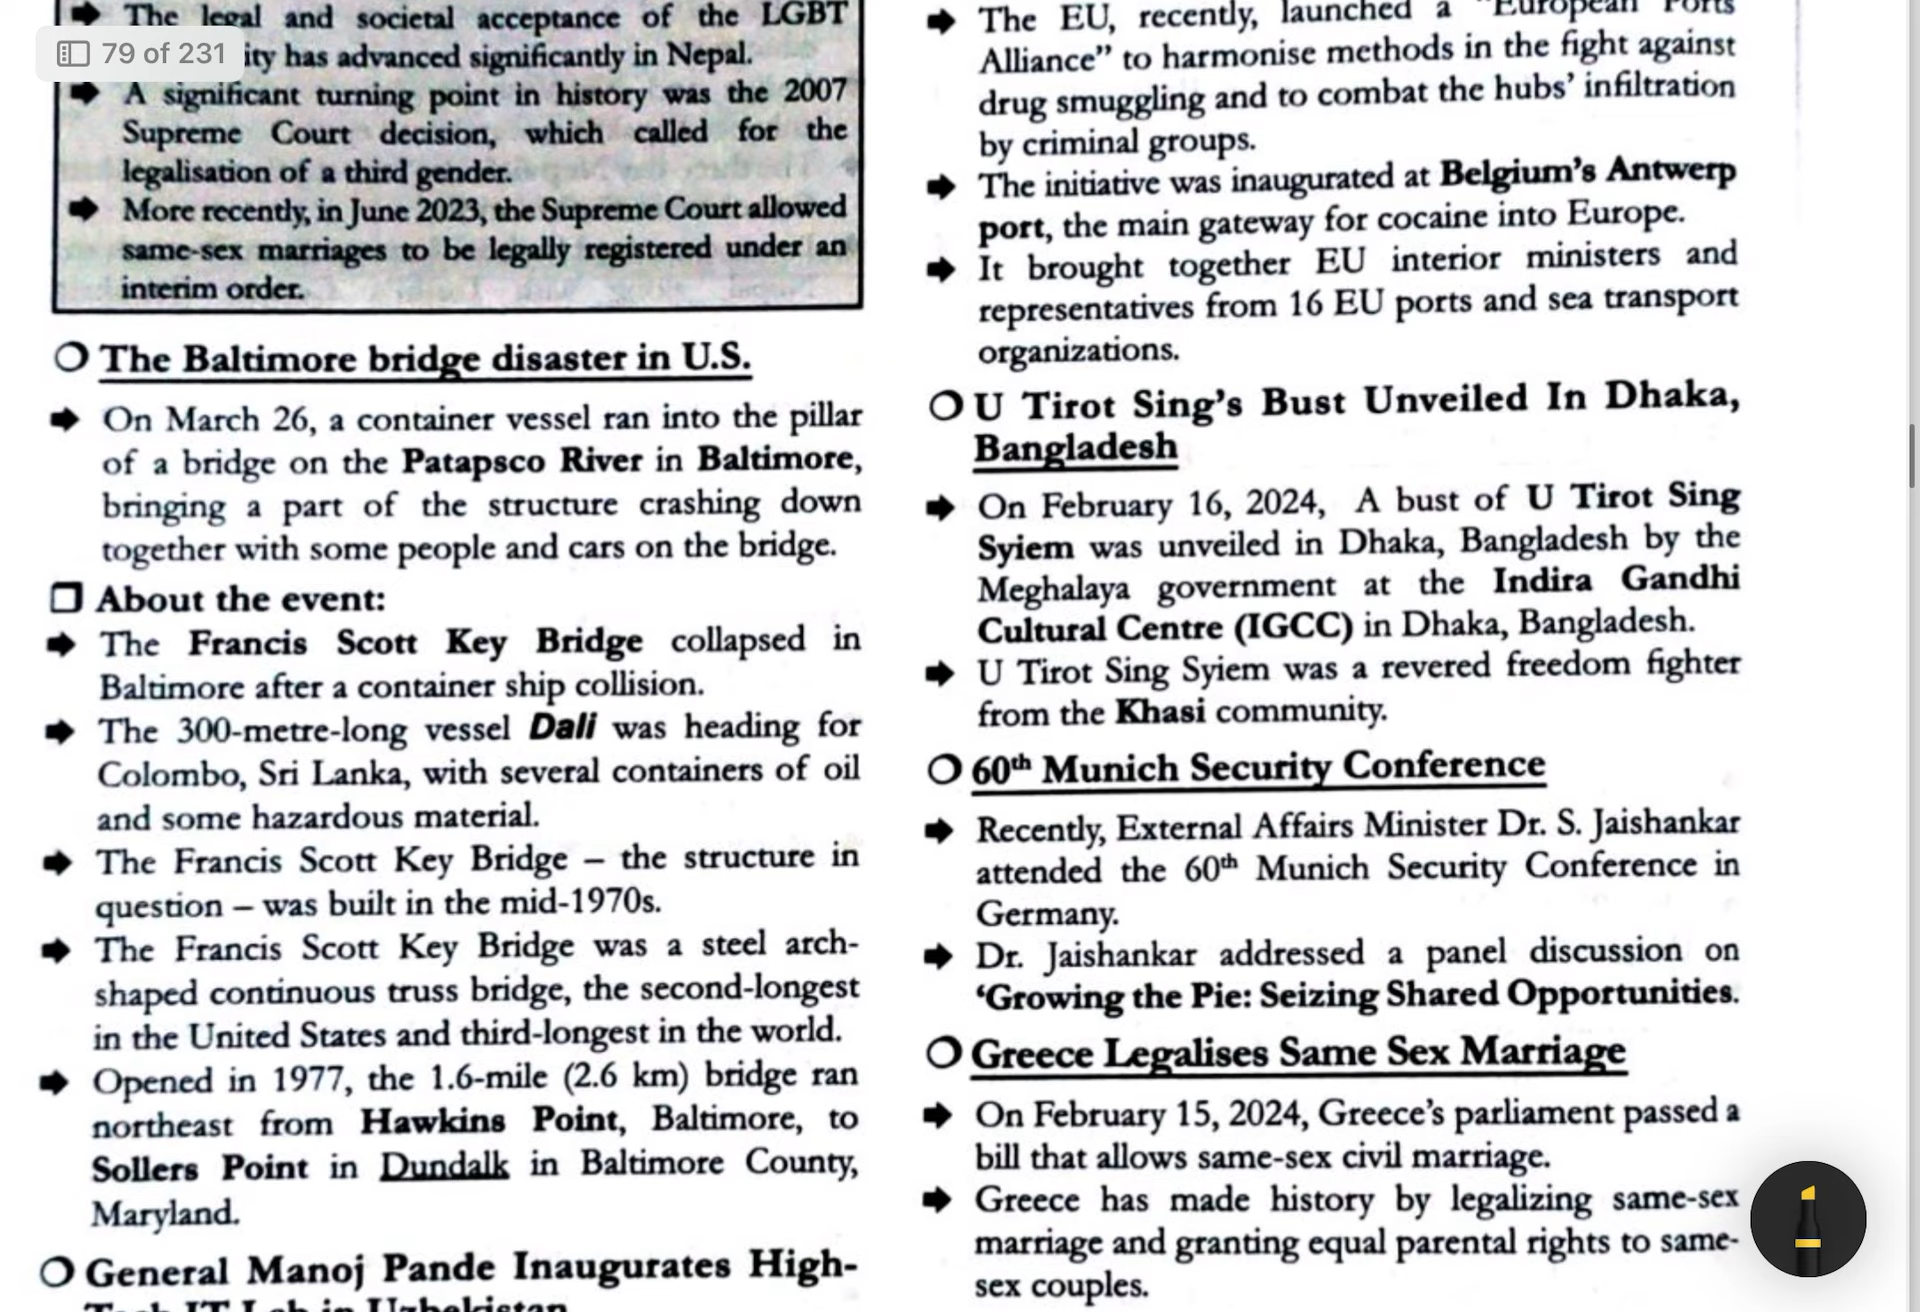 79 of 231
The legal and societal acceptance of the LGBT
ity has advanced significantly in Nepal.
A significant turning point in history was the 2007
Supreme Court decision, which called for the
legalisation of a third gender.
More recently, in June 2023, the Supreme Court allowed
same-sex marriages to be legally registered under an
interim order.
The Baltimore bridge disaster in U.S.
On March 26, a container vessel ran into the pillar
of a bridge on the Patapsco River in Baltimore,
bringing a part of the structure crashing down
together with some people and cars on the bridge.
About the event:
The Francis Scott Key Bridge collapsed in
Baltimore after a container ship collision.
The 300-metre-long vessel Dali was heading for
Colombo, Sri Lanka, with several containers of oil
and some hazardous material.
The Francis Scott Key Bridge – the structure in
question – was built in the mid-1970s.
The Francis Scott Key Bridge was a steel arch-
shaped continuous truss bridge, the second-longest
in the United States and third-longest in the world.
Opened in 1977, the 1.6-mile (2.6 km) bridge ran
northeast from Hawkins Point, Baltimore, to
Sollers Point in Dundalk in Baltimore County,
Maryland.
General Manoj Pande Inaugurates High-
Tech IT Lab in Uzbekistan
The EU, recently, launched a "European Ports
Alliance” to harmonise methods in the fight against
drug smuggling and to combat the hubs’ infiltration
by criminal groups.
The initiative was inaugurated at Belgium’s Antwerp
port, the main gateway for cocaine into Europe.
It brought together EU interior ministers and
representatives from 16 EU ports and sea transport
organizations.
U Tirot Sing’s Bust Unveiled In Dhaka,
Bangladesh
On February 16, 2024, A bust of U Tirot Sing
Syiem was unveiled in Dhaka, Bangladesh by the
Meghalaya government at the Indira Gandhi
Cultural Centre (IGCC) in Dhaka, Bangladesh.
U Tirot Sing Syiem was a revered freedom fighter
from the Khasi community.
60th Munich Security Conference
Recently, External Affairs Minister Dr. S. Jaishankar
attended the 60th Munich Security Conference in
Germany.
Dr. Jaishankar addressed a panel discussion on
‘Growing the Pie: Seizing Shared Opportunities.
Greece Legalises Same Sex Marriage
On February 15, 2024, Greece’s parliament passed a
bill that allows same-sex civil marriage.
Greece has made history by legalizing same-sex
marriage and granting equal parental rights to same-
sex couples.